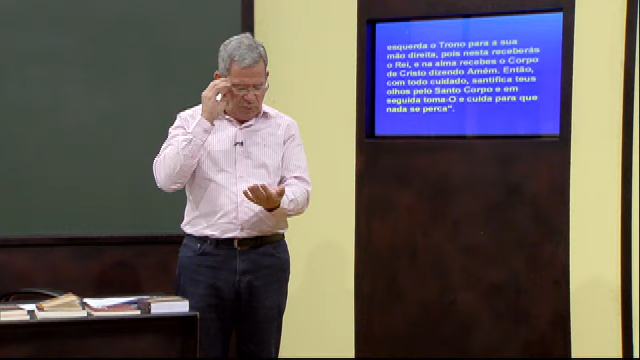 esquerda o Trono para a sua
mão direita, pois nesta receberás
o Rei, e na alma recebes o Corpo
de Cristo dizendo Amém. Então,
com todo cuidado, santifica teus
olhos pelo Santo Corpo e em
seguida toma-O e cuida para que
nada se perca".